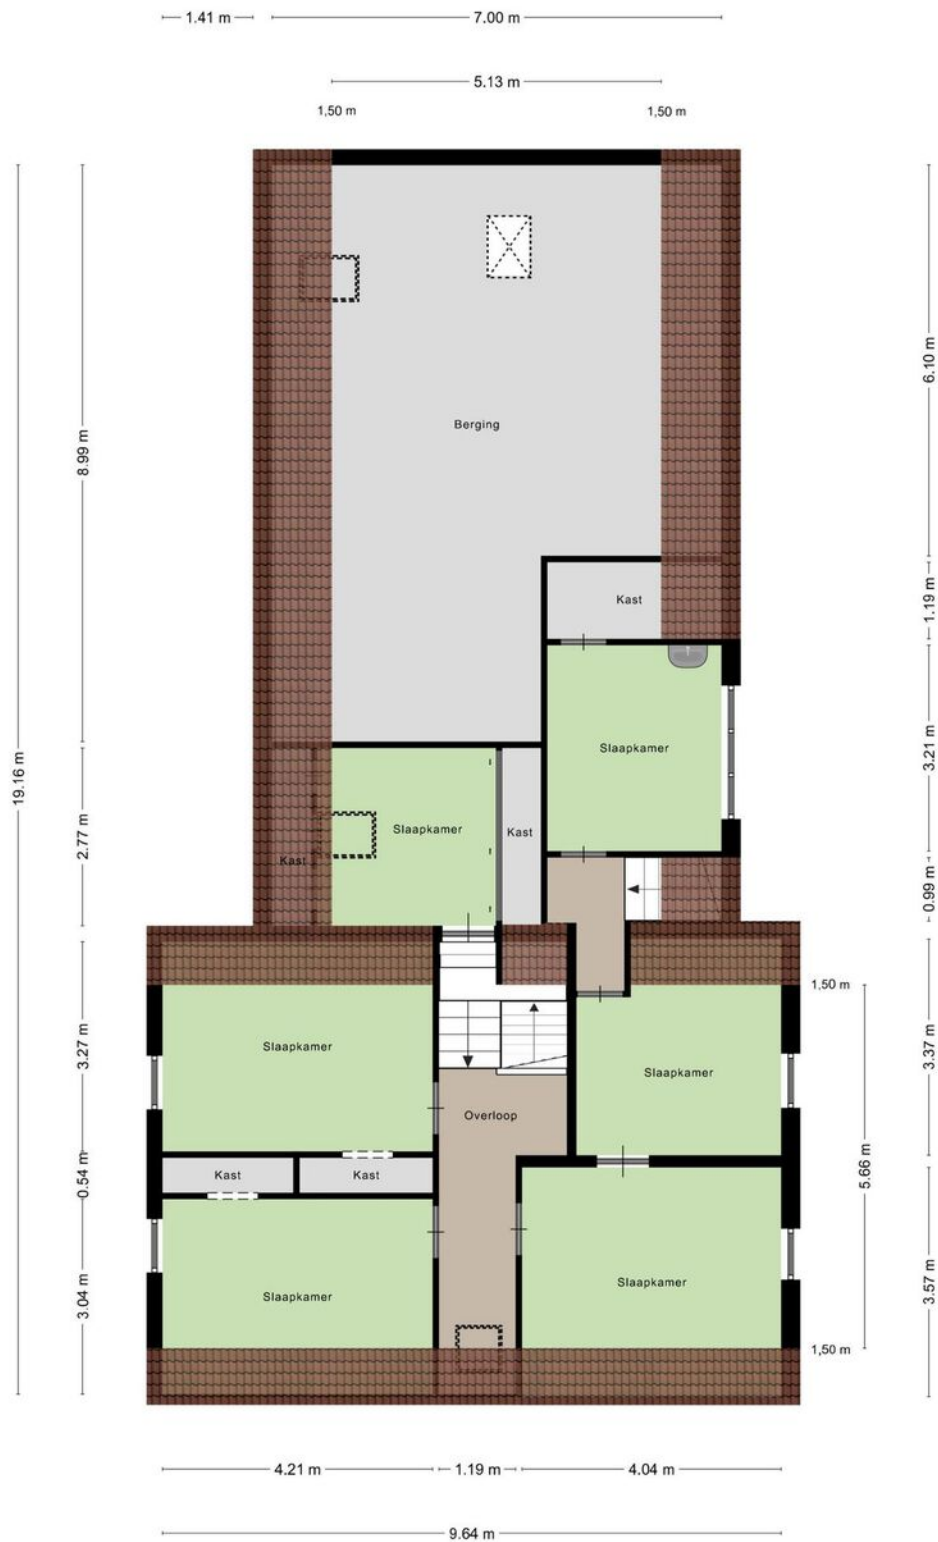 1.41 m
7.00 m
5.13 m
1,50 m
1,50 m
6.10 m
8.99 m
Berging
Kast
1.19 m
Slaapkamer
3.21 m
19.16 m
2.77 m
Slaapkamer
Kast
Kast
0.99 m
1,50 m
Slaapkamer
3.27 m
Slaapkamer
3.37 m
Overloop
Kast
Kast
0.54 m
5.66 m
Slaapkamer
Slaapkamer
3.04 m
3.57 m
1,50 m
4.21 m
1.19 m
4.04 m
9.64 m